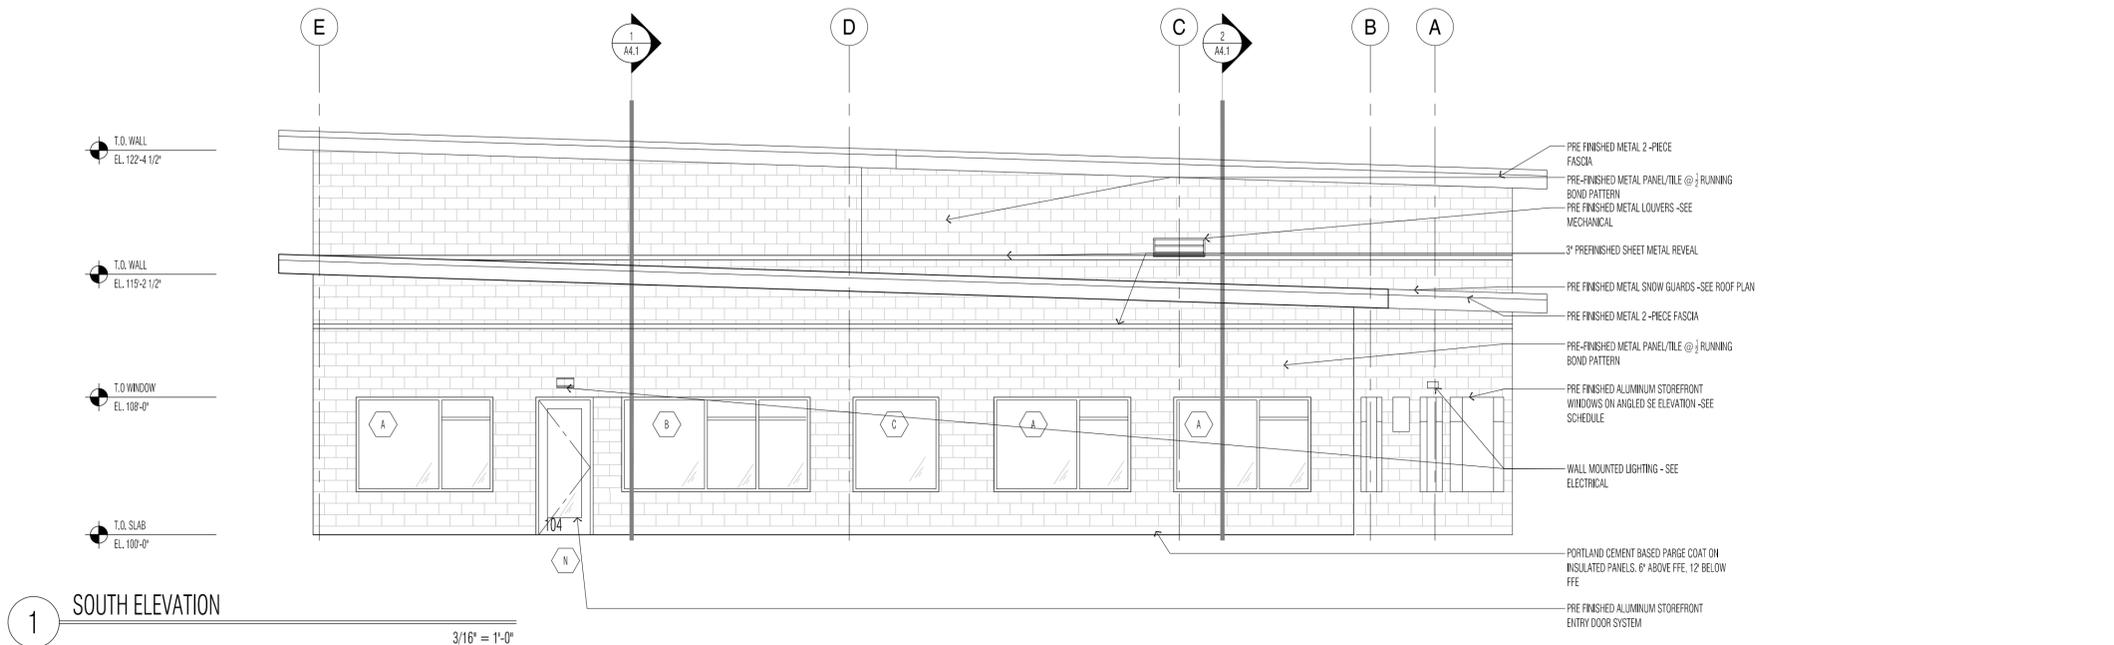 E
1
A4.1
D
C
2
A4.1
B
A
T.O. WALL
EL. 122'-4 1/2"
T.O. WALL
EL. 115'-2 1/2"
T.O WINDOW
EL. 108'-0"
T.O. SLAB
EL. 100'-0"
PRE FINISHED METAL 2 -PIECE
FASCIA
PRE-FINISHED METAL PANEL/TILE @ ½ RUNNING
BOND PATTERN
PRE FINISHED METAL LOUVERS -SEE
MECHANICAL
3" PREFINISHED SHEET METAL REVEAL
PRE FINISHED METAL SNOW GUARDS -SEE ROOF PLAN
PRE FINISHED METAL 2 -PIECE FASCIA
PRE-FINISHED METAL PANEL/TILE @ ½ RUNNING
BOND PATTERN
PRE FINISHED ALUMINUM STOREFRONT
WINDOWS ON ANGLED SE ELEVATION -SEE
SCHEDULE
WALL MOUNTED LIGHTING - SEE
ELECTRICAL
PORTLAND CEMENT BASED PARGE COAT ON
INSULATED PANELS. 6" ABOVE FFE, 12' BELOW
FFE
PRE FINISHED ALUMINUM STOREFRONT
ENTRY DOOR SYSTEM
A
B
C
A
A
104
N
1
SOUTH ELEVATION
3/16" = 1'-0"